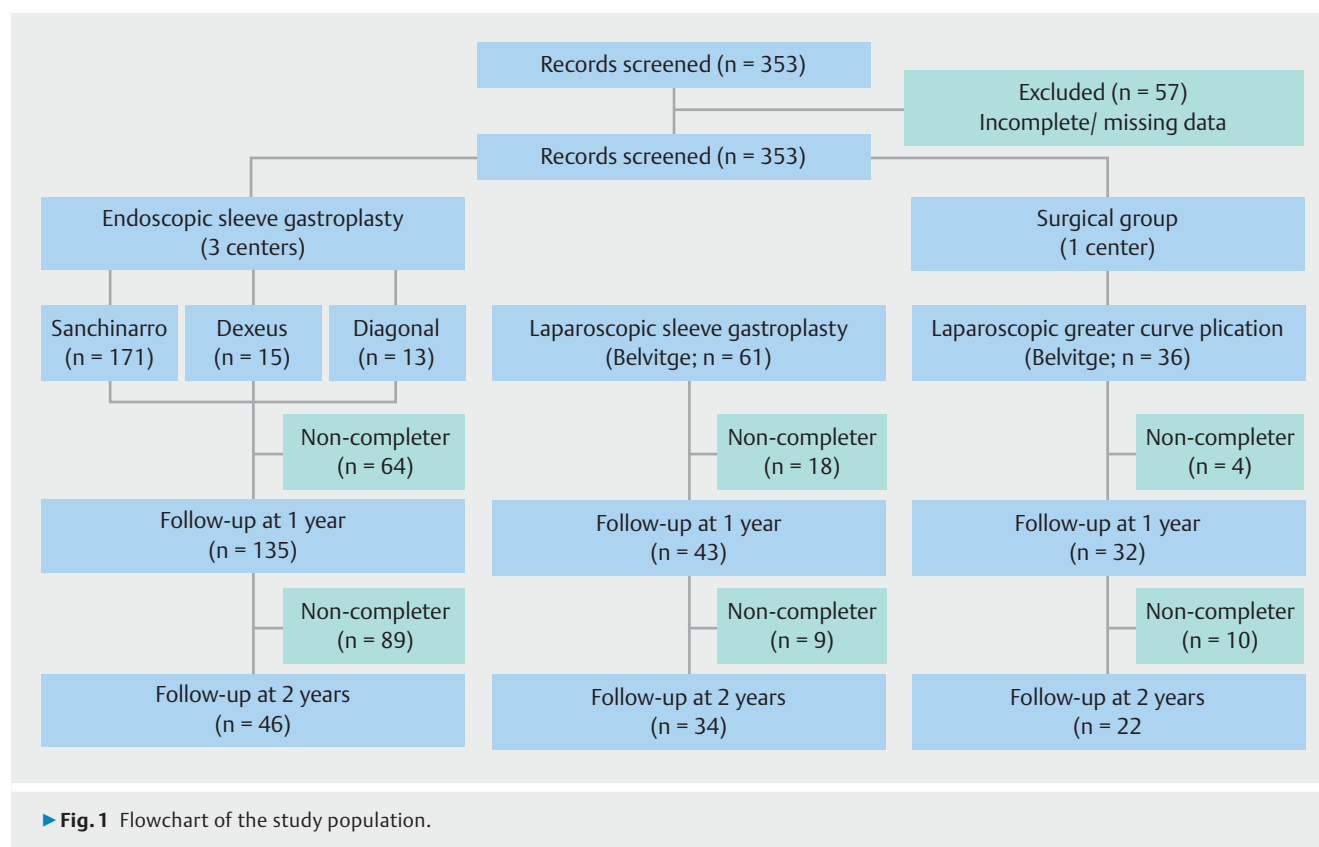 Records screened (n = 353)
Excluded (n = 57)
Incomplete/ missing data
Records screened (n = 353)
Endoscopic sleeve gastroplasty
(3 centers)
Surgical group
(1 center)
Sanchinarro
(n = 171)
Dexeus
(n = 15)
Diagonal
(n = 13)
Laparoscopic sleeve gastroplasty
(Belvitge; n = 61)
Laparoscopic greater curve plication
(Belvitge; n = 36)
Non-completer
(n = 64)
Non-completer
(n = 18)
Non-completer
(n = 4)
Follow-up at 1 year
(n = 135)
Follow-up at 1 year
(n = 43)
Follow-up at 1 year
(n = 32)
Non-completer
(n = 89)
Non-completer
(n = 9)
Non-completer
(n = 10)
Follow-up at 2 years
(n = 46)
Follow-up at 2 years
(n = 34)
Follow-up at 2 years
(n = 22
▶Fig. 1 Flowchart of the study population.